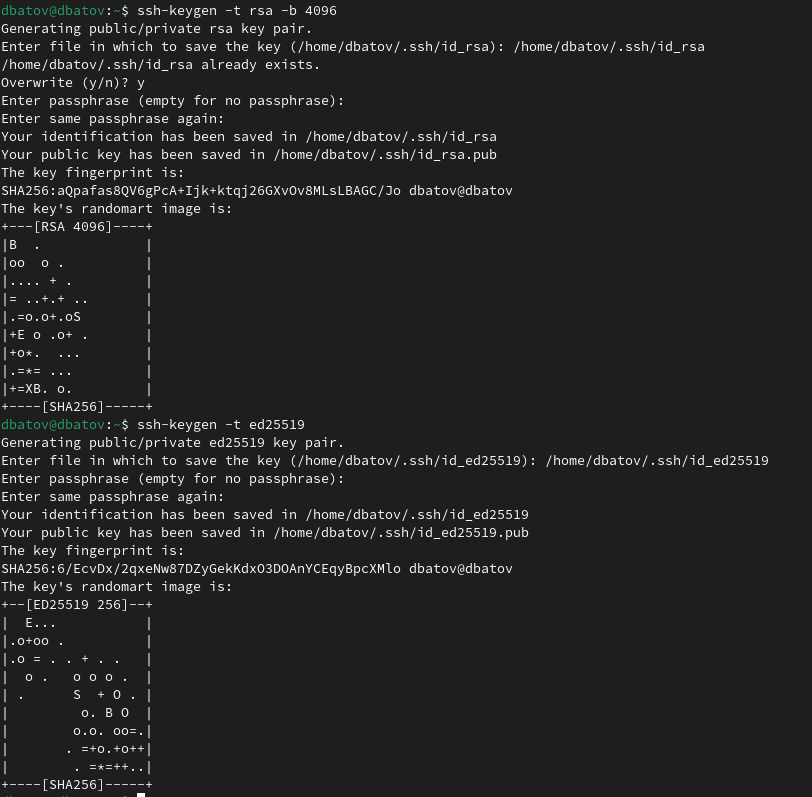 dbatov@dbatov:~$ ssh-keygen -t rsa -b 4096
Generating public/private rsa key pair.
Enter file in which to save the key (/home/dbatov/.ssh/id_rsa): /home/dbatov/.ssh/id_rsa
/home/dbatov/.ssh/id_rsa already exists.
Overwrite (y/n)? y
Enter passphrase (empty for no passphrase):
Enter same passphrase again:
Your identification has been saved in /home/dbatov/.ssh/id_rsa
Your public key has been saved in /home/dbatov/.ssh/id_rsa.pub
The key fingerprint is:
SHA256:aQpafas8QV6gPcA+Ijk+ktqj26GXvOv8MLsLBAGC/Jo dbatov@dbatov
The key's randomart image is:
+---[RSA 4096]----+
|B  .             |
|oo  o .          |
|.... + .         |
|= ..+.+ ..       |
|.=o.o+.oS        |
|+E o .o+ .       |
|+o*.  ...        |
|.=*= ...         |
|+=XB. o.         |
+----[SHA256]-----+
dbatov@dbatov:~$ ssh-keygen -t ed25519
Generating public/private ed25519 key pair.
Enter file in which to save the key (/home/dbatov/.ssh/id_ed25519): /home/dbatov/.ssh/id_ed25519
Enter passphrase (empty for no passphrase):
Enter same passphrase again:
Your identification has been saved in /home/dbatov/.ssh/id_ed25519
Your public key has been saved in /home/dbatov/.ssh/id_ed25519.pub
The key fingerprint is:
SHA256:6/EcvDx/2qxeNw87DZyGekKdxO3DOAnYCEqyBpcXMlo dbatov@dbatov
The key's randomart image is:
+--[ED25519 256]--+
|  E...           |
|.o+oo .          |
|.o = . . + . .   |
|  o .   o o o .  |
| .      S  + O . |
|         o. B O  |
|        o.o. oo=.|
|       . =+o.+o++|
|        . =*=++..|
+----[SHA256]-----+